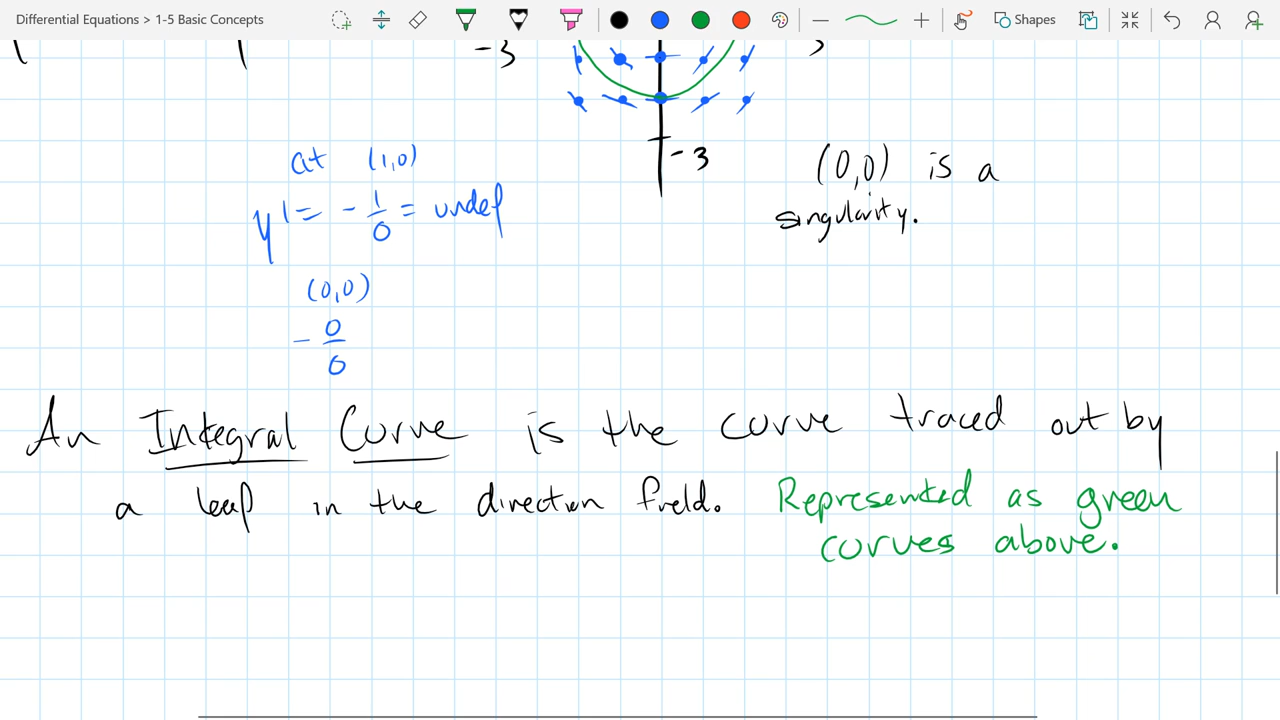 Differential Equations > 1-5 Basic Concepts
Shapes
-3
-3
at (1,0)
y' = - 1/0 = undef
(0,0) is a
singularity.
(0,0)
- 0/0
An Integral Curve is the curve traced out by
a leaf in the direction field. Represented as green
curves above.